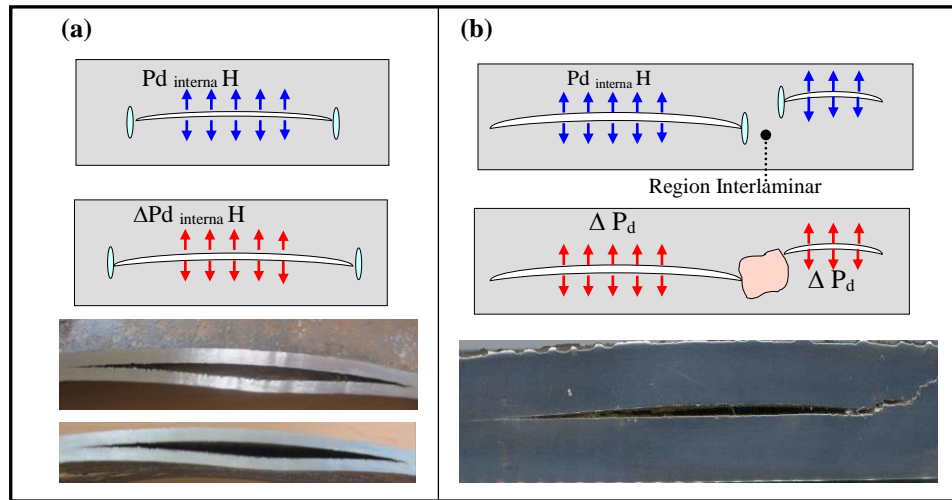 (a)
Pd interna H
ΔPd interna H
(b)
Pd interna H
Region Interlaminar
Δ Pd
Δ Pd